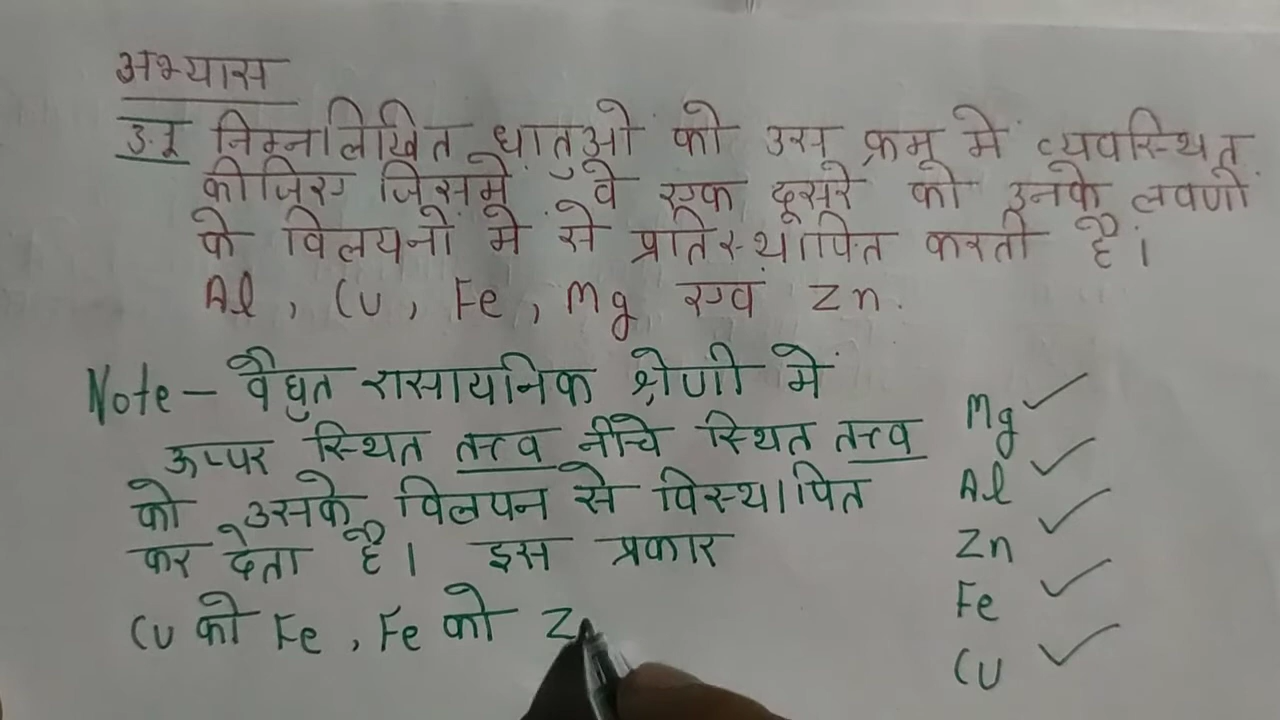 अभ्यास
3.1 निम्नलिखित धातुओं को उस क्रम में व्यवस्थित
कीजिए जिसमें वे एक दूसरे को उनके लवणों
के विलयनों में से प्रतिस्थापित करती हैं।
Al, Cu, Fe, Mg एवं Zn.
Note - वैद्युत रासायनिक श्रेणी में
ऊप्पर स्थित तत्त्व नीचे स्थित तत्त्व
को उसके विलयन से विस्थापित
कर देता है। इस प्रकार
Cu को Fe, Fe को Z
Mg
Al
Zn
Fe
Cu